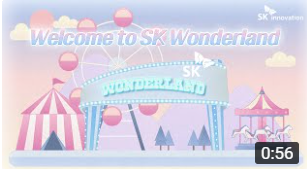 SK innovation
Welcome to SK Wonderland
SK
WONDERLAND
0:56